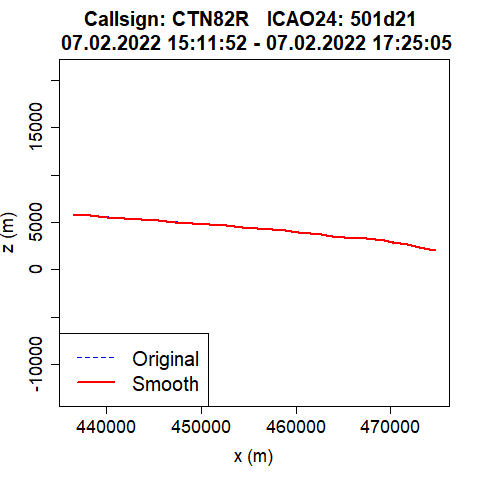 Callsign: CTN82R   ICAO24: 501d21
07.02.2022 15:11:52 - 07.02.2022 17:25:05
z (m)
15000
5000
0
-10000
Original
Smooth
440000 450000 460000 470000
x (m)